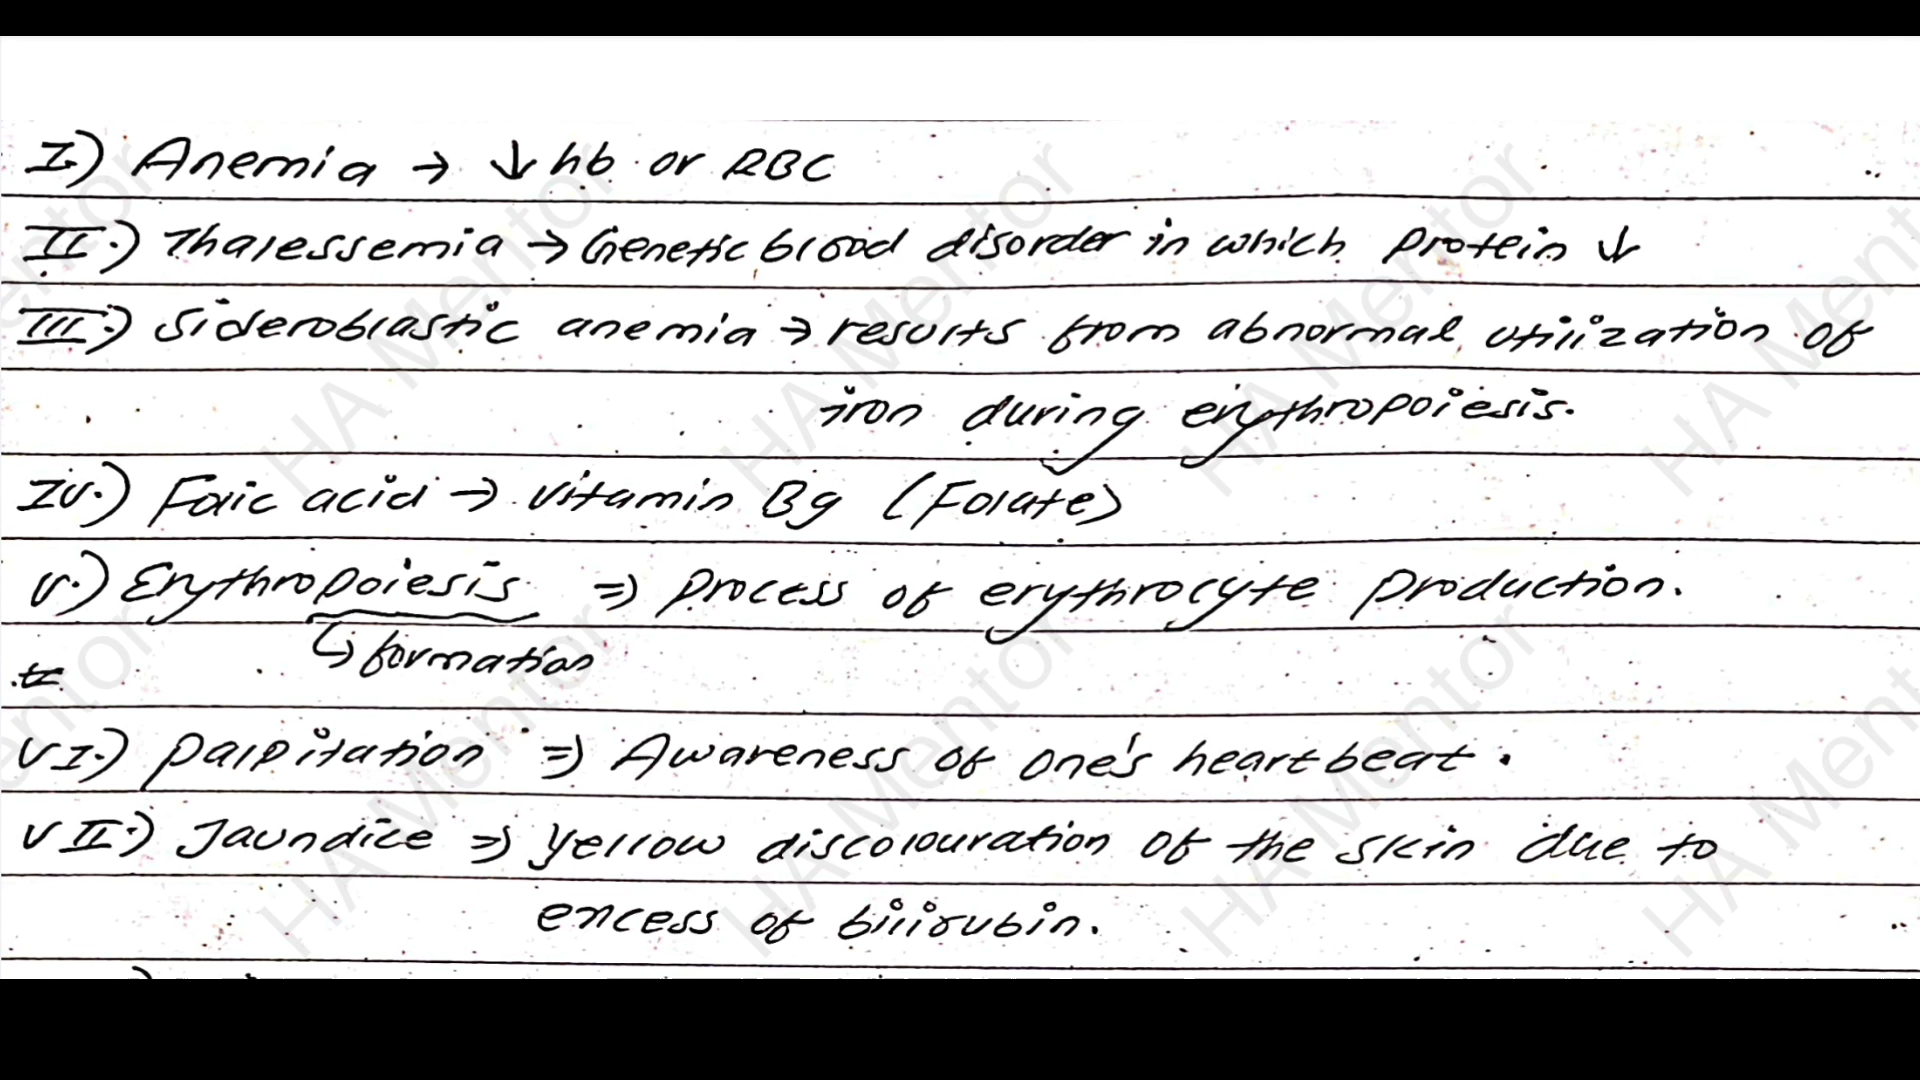 I.) Anemia → ↓ hb or RBC
II.) Thalessemia → Genetic blood disorder in which protein ↓
III.) Sideroblastic anemia → results from abnormal utilization of
iron during erythropoiesis.
IV.) Folic acid → Vitamin B9 (Folate)
V.) Erythropoiesis ⇒ process of erythrocyte production.
↳ formation
VI.) palpitation ⇒ Awareness of one's heartbeat.
VII.) Jaundice ⇒ yellow discolouration of the skin due to
excess of bilirubin.
HA Mentor